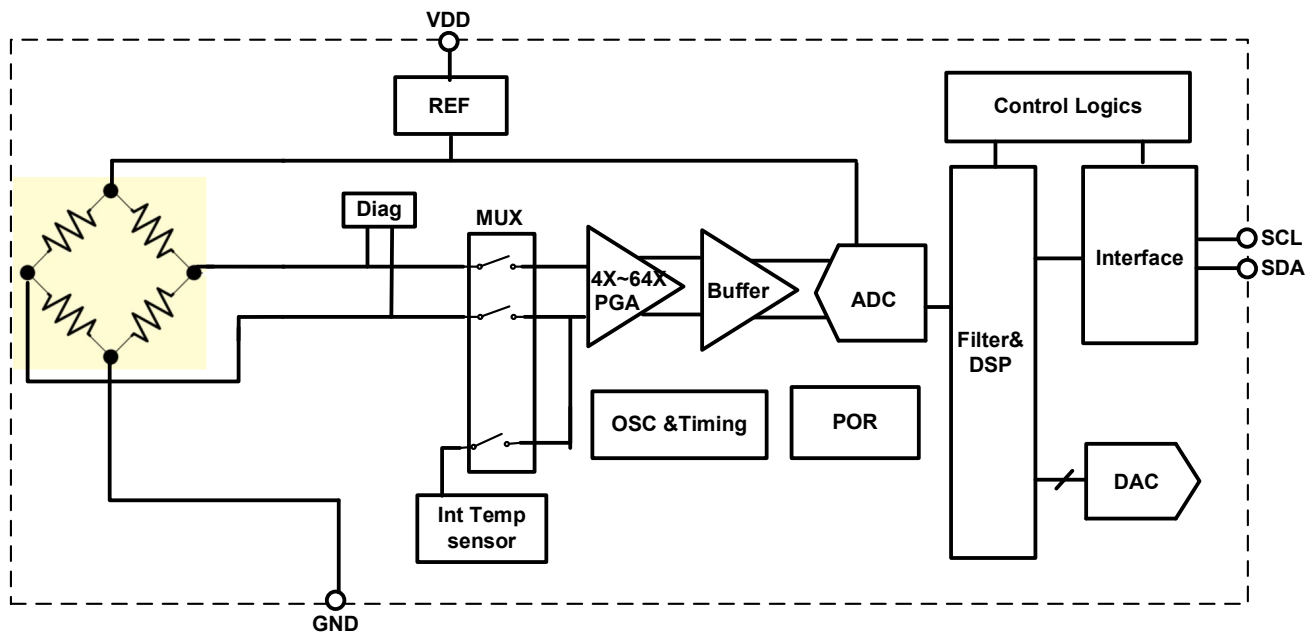 VDD
REF
Control Logics
Diag
MUX
4X~64X
PGA
Buffer
ADC
Filter&
DSP
Interface
SCL
SDA
OSC &Timing
POR
DAC
Int Temp
sensor
GND